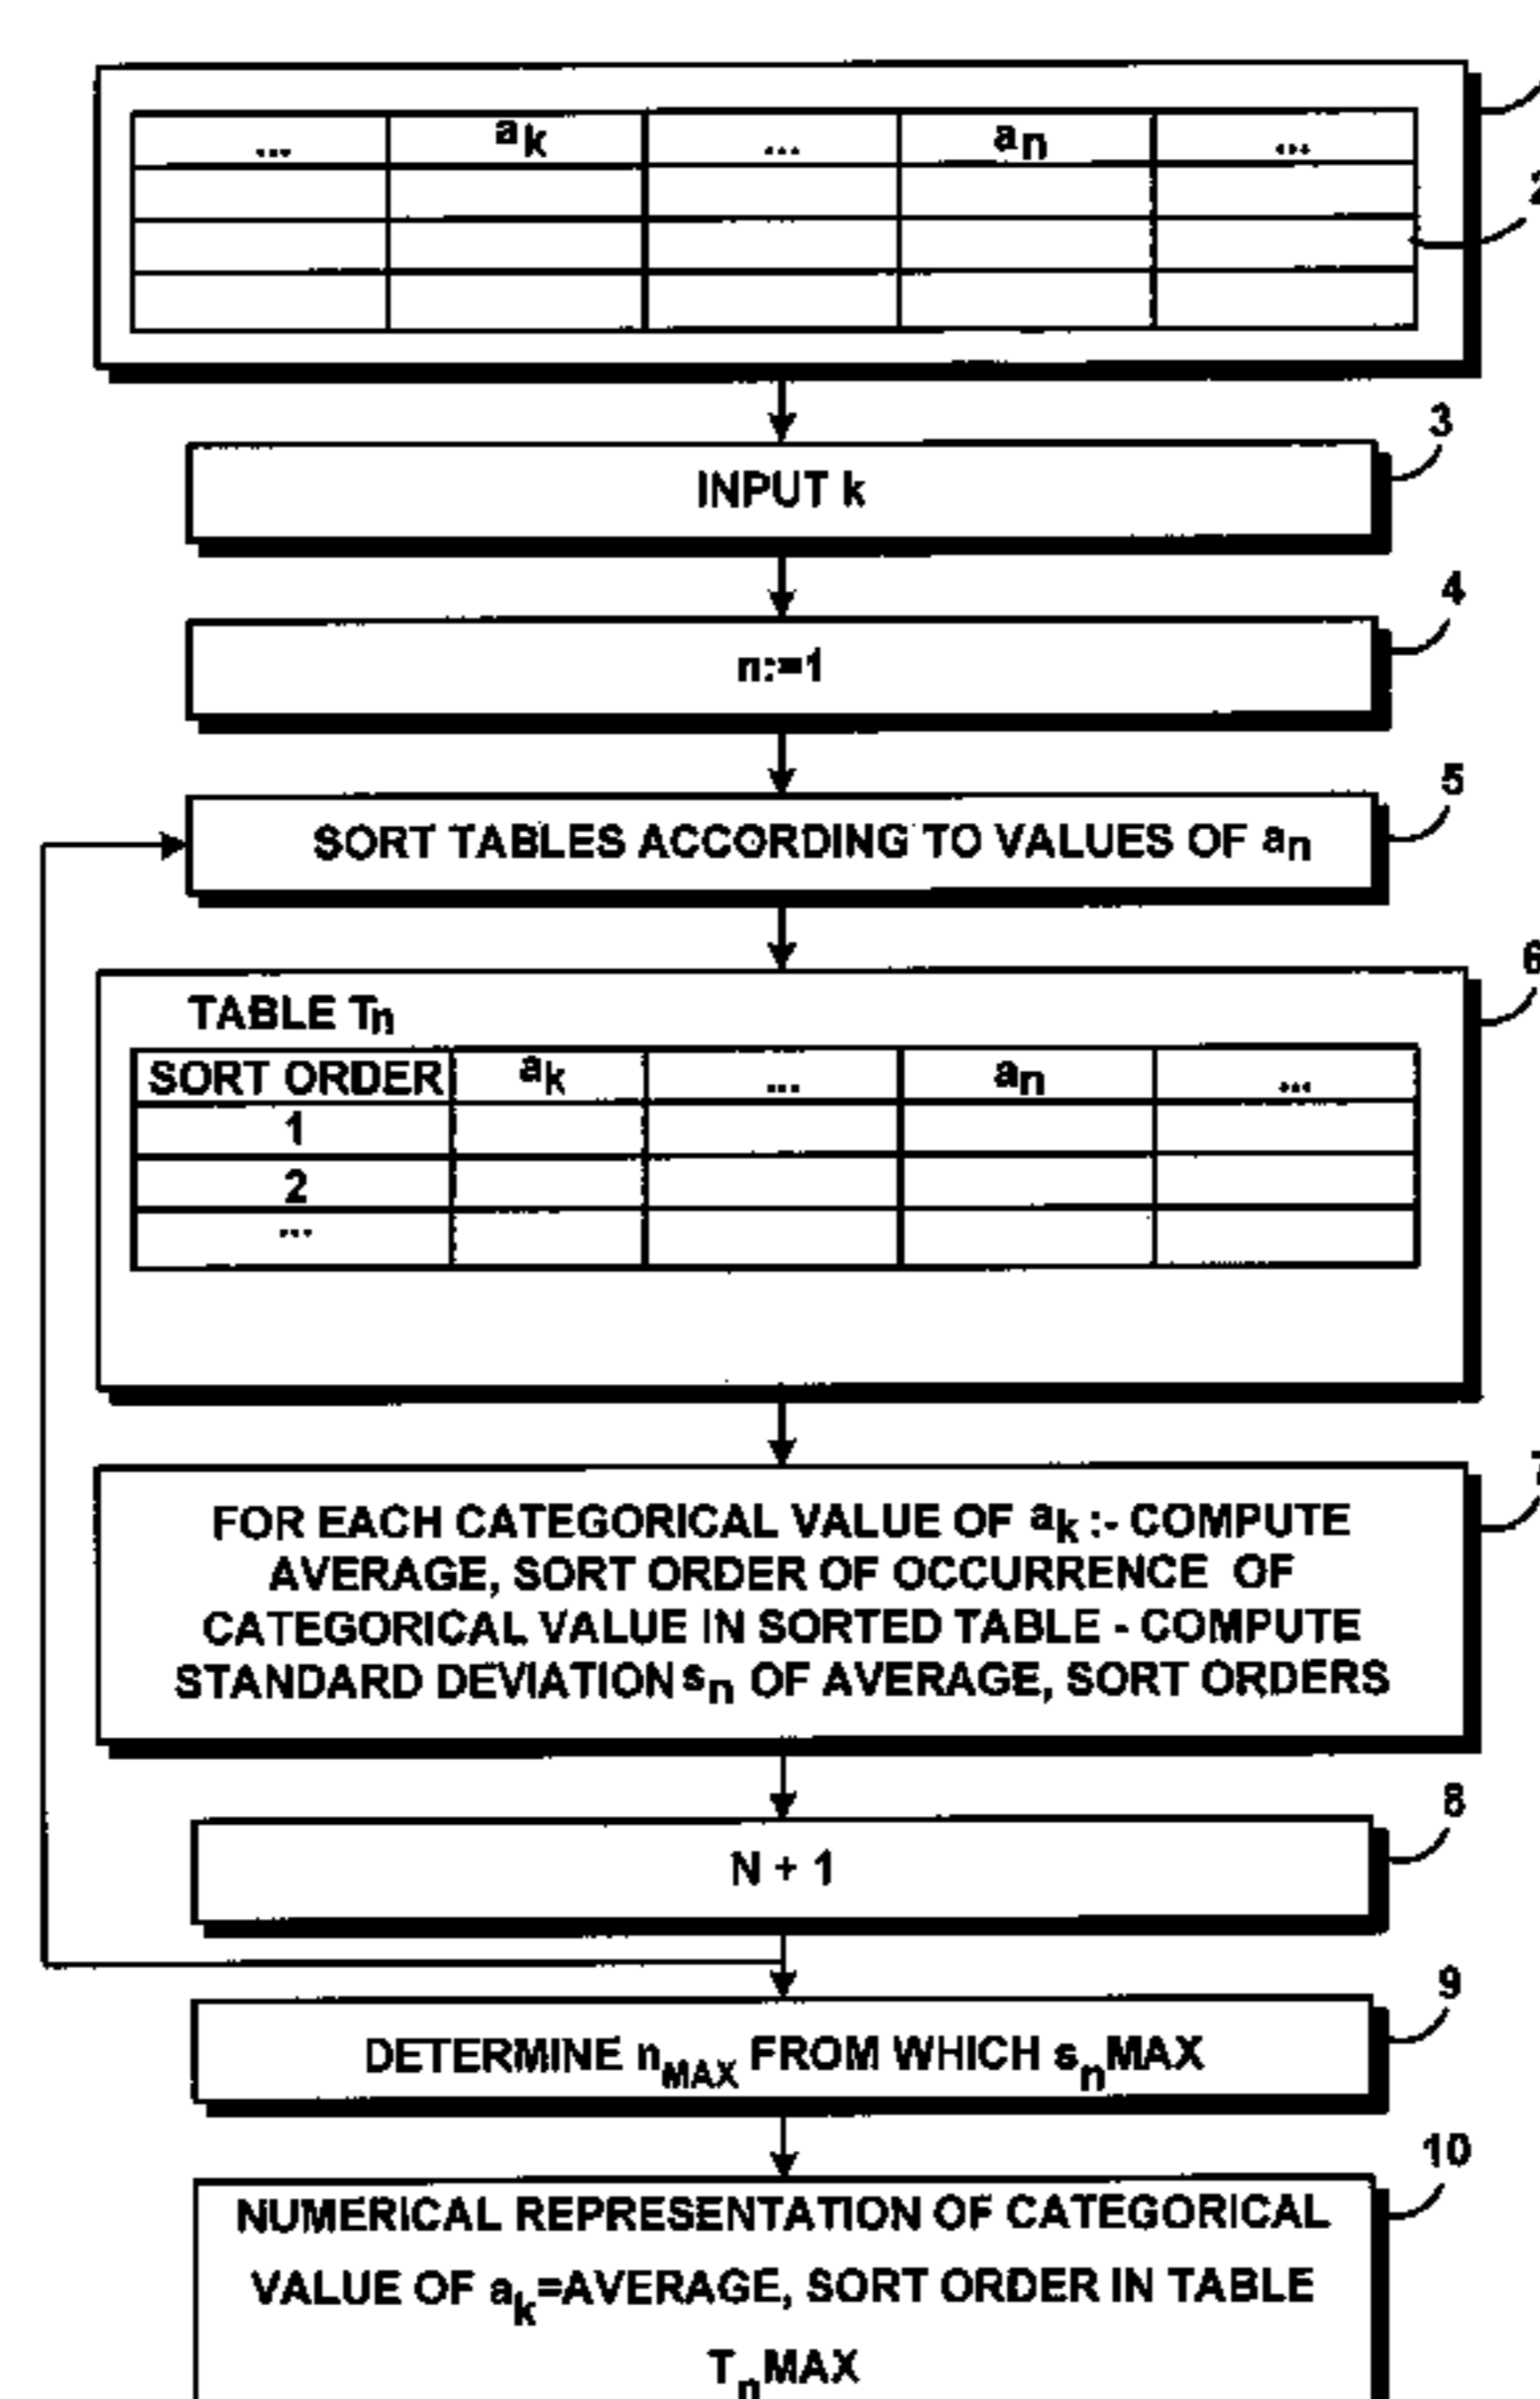 ... ak ... an ...
2
3
INPUT k
4
n:=1
5
SORT TABLES ACCORDING TO VALUES OF an
6
TABLE Tn
SORT ORDER ak ... an ...
1
2
...
FOR EACH CATEGORICAL VALUE OF ak :- COMPUTE
AVERAGE, SORT ORDER OF OCCURRENCE OF
CATEGORICAL VALUE IN SORTED TABLE - COMPUTE
STANDARD DEVIATION sn OF AVERAGE, SORT ORDERS
8
N + 1
9
DETERMINE nMAX FROM WHICH snMAX
10
NUMERICAL REPRESENTATION OF CATEGORICAL
VALUE OF ak=AVERAGE, SORT ORDER IN TABLE
TnMAX